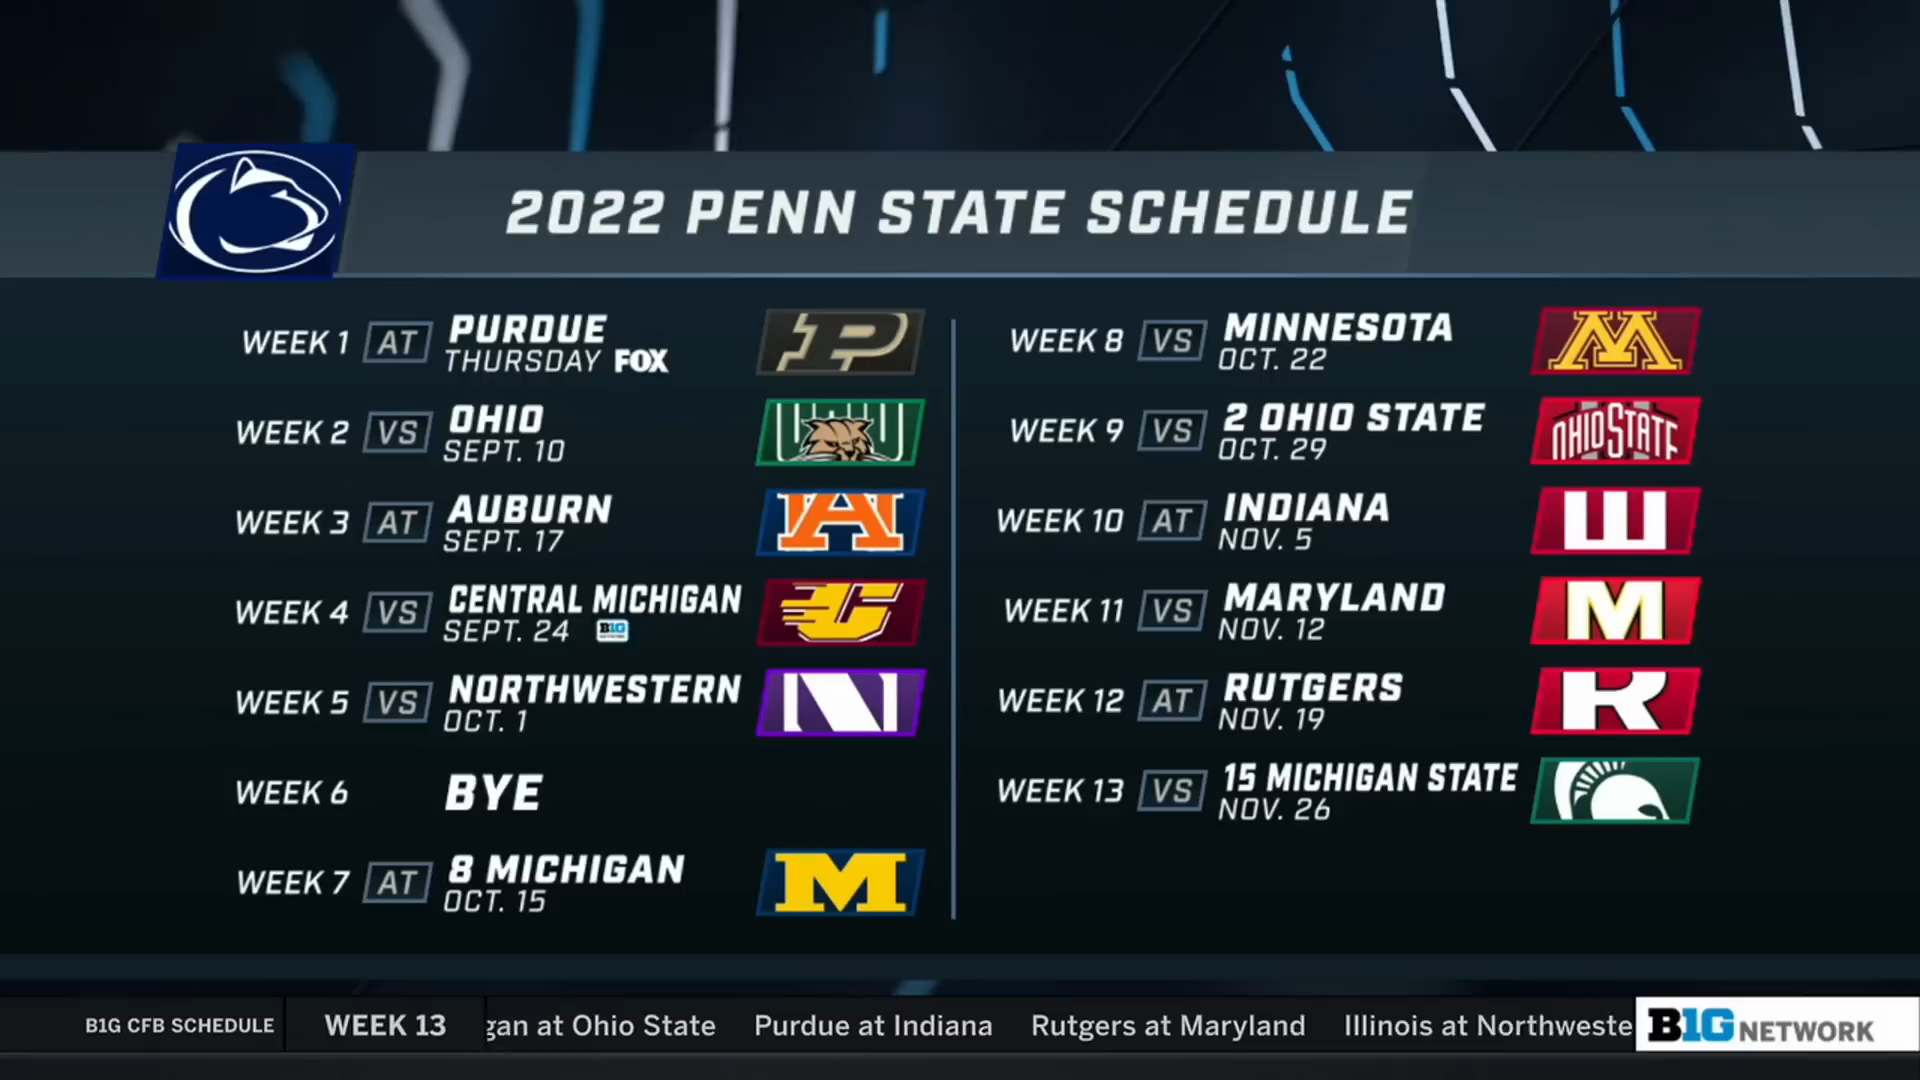 2022 PENN STATE SCHEDULE
WEEK 1 AT PURDUE
THURSDAY FOX
WEEK 2 VS OHIO
SEPT. 10
WEEK 3 AT AUBURN
SEPT. 17
WEEK 4 VS CENTRAL MICHIGAN
SEPT. 24 B1G
WEEK 5 VS NORTHWESTERN
OCT. 1
WEEK 6 BYE
WEEK 7 AT 8 MICHIGAN
OCT. 15
WEEK 8 VS MINNESOTA
OCT. 22
WEEK 9 VS 2 OHIO STATE
OCT. 29
OHIO STATE
WEEK 10 AT INDIANA
NOV. 5
WEEK 11 VS MARYLAND
NOV. 12
WEEK 12 AT RUTGERS
NOV. 19
WEEK 13 VS 15 MICHIGAN STATE
NOV. 26
B1G CFB SCHEDULE WEEK 13 gan at Ohio State Purdue at Indiana Rutgers at Maryland Illinois at Northweste B1G NETWORK